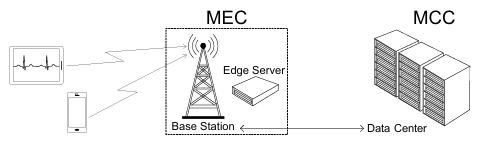 MEC
MCC
Edge Server
Base Station
Data Center